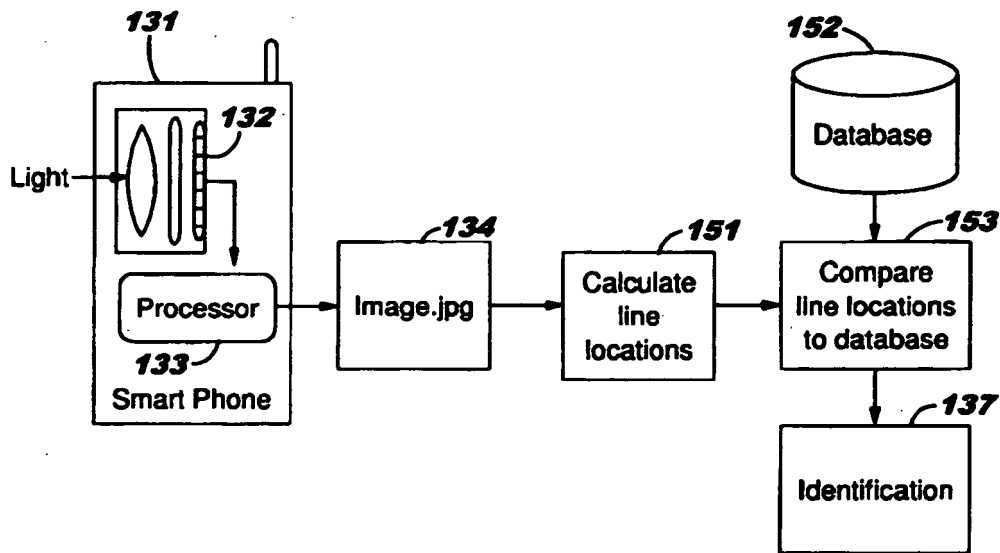 131
132
Light
Processor
133
Smart Phone
134
Image.jpg
151
Calculate
line
locations
152
Database
153
Compare
line locations
to database
137
Identification